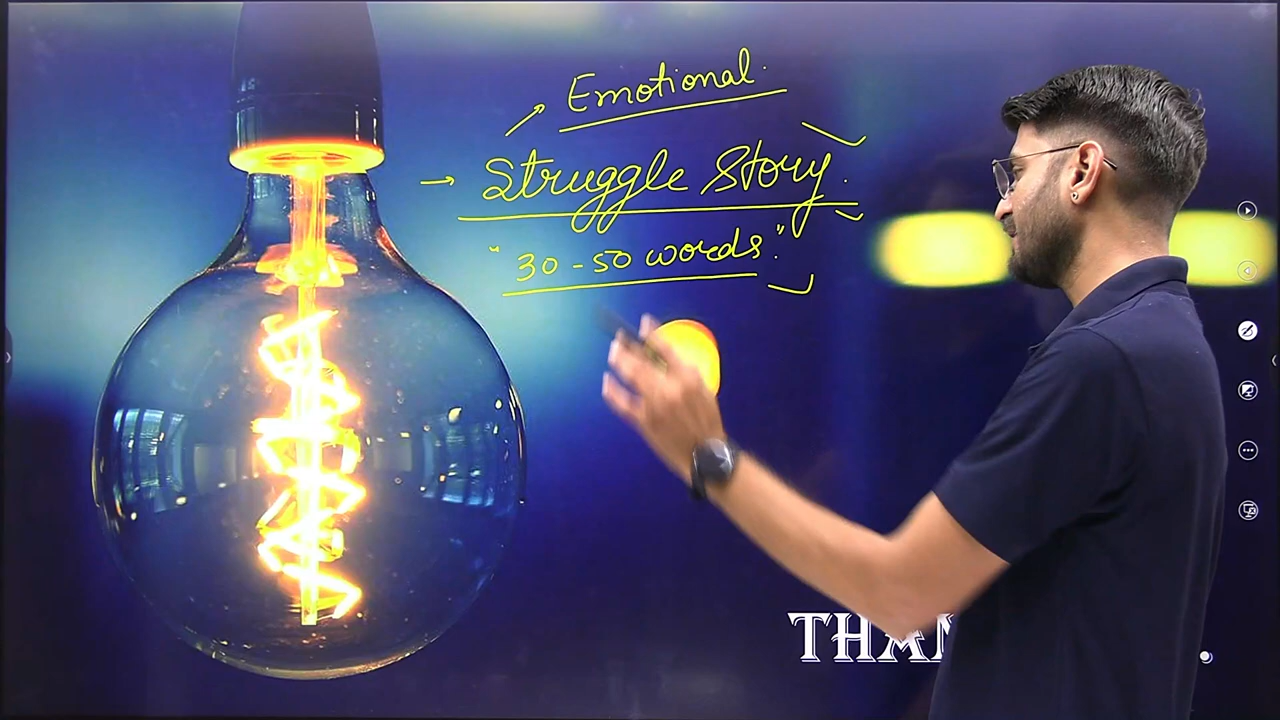 → Emotional.
→ Struggle Story.
"30-50 words."
THAN